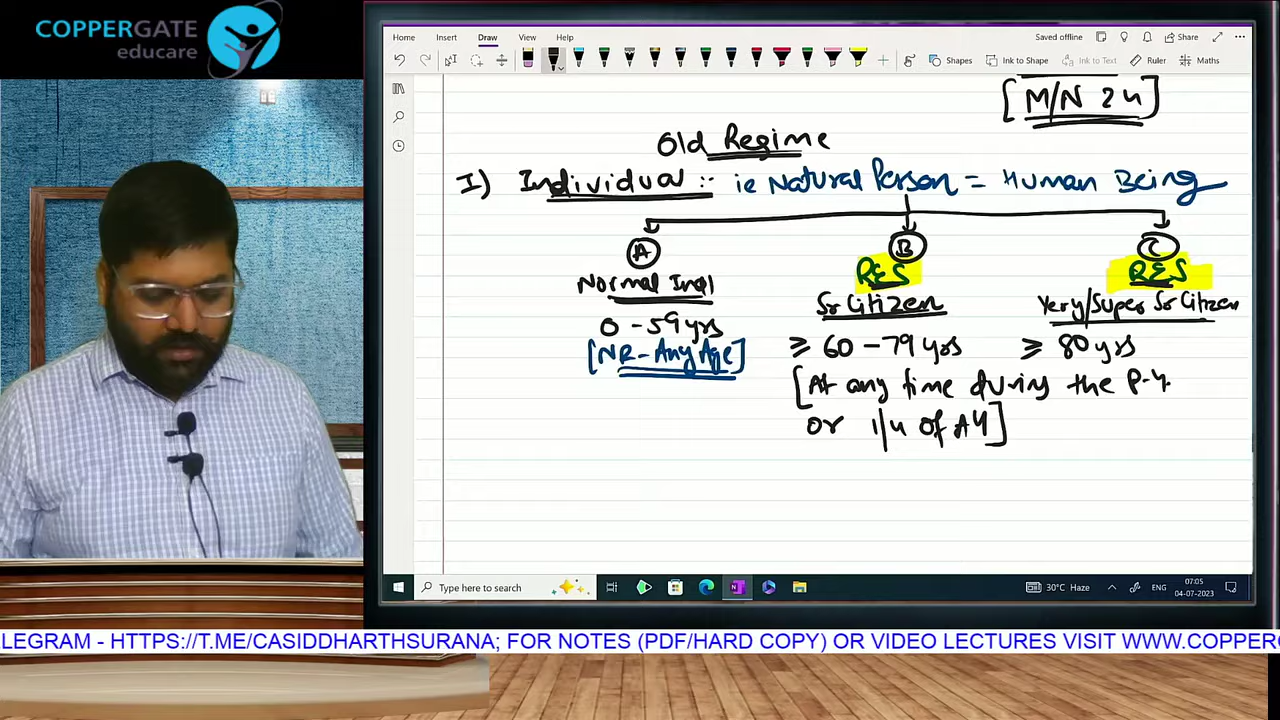 COPPERGATE
educare
Home Insert Draw View Help
Saved offline
Share
Shapes Ink to Shape Ink to Text Ruler Maths
[M/N 24]
Old Regime
I) Individual :- ie Natural Person = Human Being
A B C
RES RES
Normal Indl Sr Citizen Very/Super Sr Citizen
0 - 59 yrs ≥ 60 - 79 yrs ≥ 80 yrs
[NR - Any Age]
[At any time during the P.Y.
or 1/4 of AY]
Type here to search
30°C Haze ENG 07:05
04-07-2023
LEGRAM - HTTPS://T.ME/CASIDDHARTHSURANA; FOR NOTES (PDF/HARD COPY) OR VIDEO LECTURES VISIT WWW.COPPERG